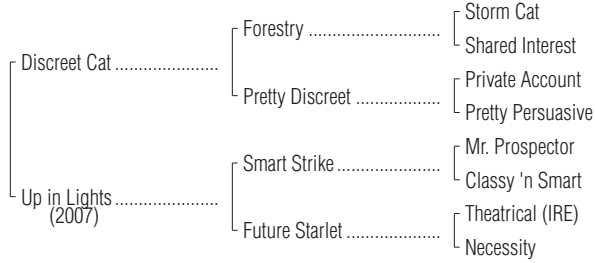 Storm Cat
Forestry ............................
Shared Interest
Discreet Cat ......................
Private Account
Pretty Discreet ..................
Pretty Persuasive
Mr. Prospector
Smart Strike ......................
Classy 'n Smart
Up in Lights ......................
(2007)
Theatrical (IRE)
Future Starlet ....................
Necessity